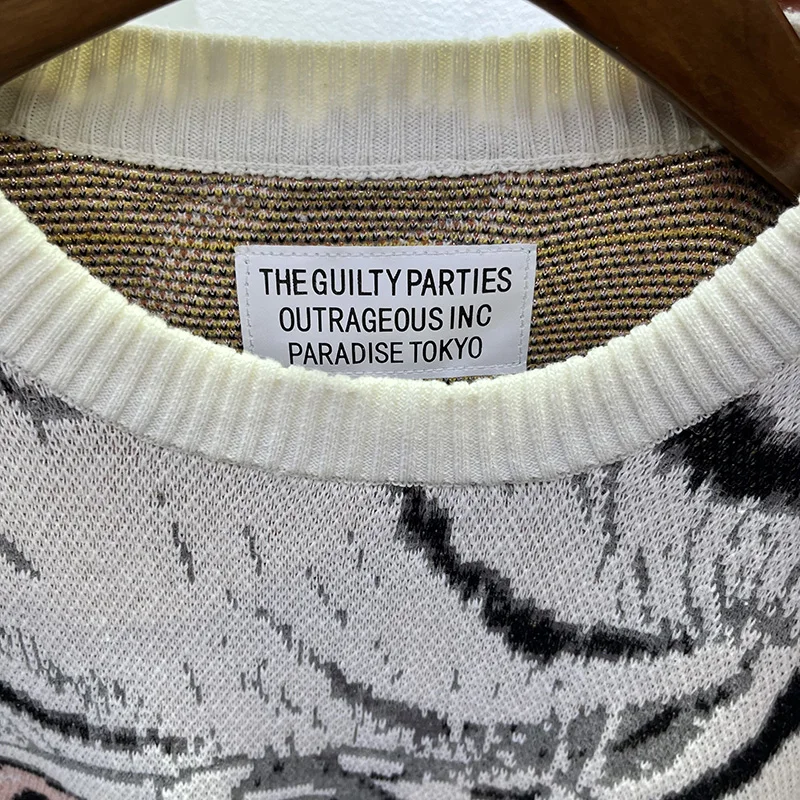 THE GUILTY PARTIES
OUTRAGEOUS INC
PARADISE TOKYO